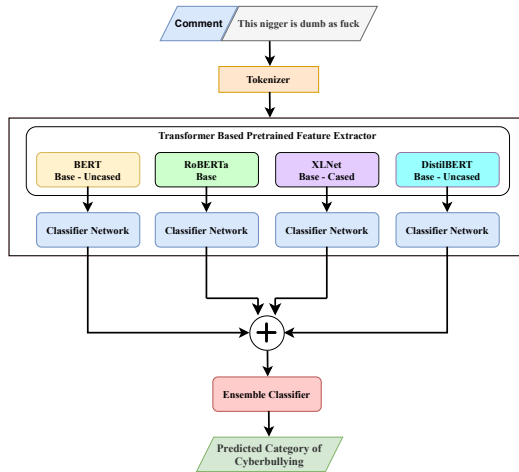 Comment This nigger is dumb as fuck
Tokenizer
Transformer Based Pretrained Feature Extractor
BERT RoBERTa XLNet DistilBERT
Base - Uncased Base Base - Cased Base - Uncased
Classifier Network Classifier Network Classifier Network Classifier Network
Ensemble Classifier
Predicted Category of
Cyberbullying